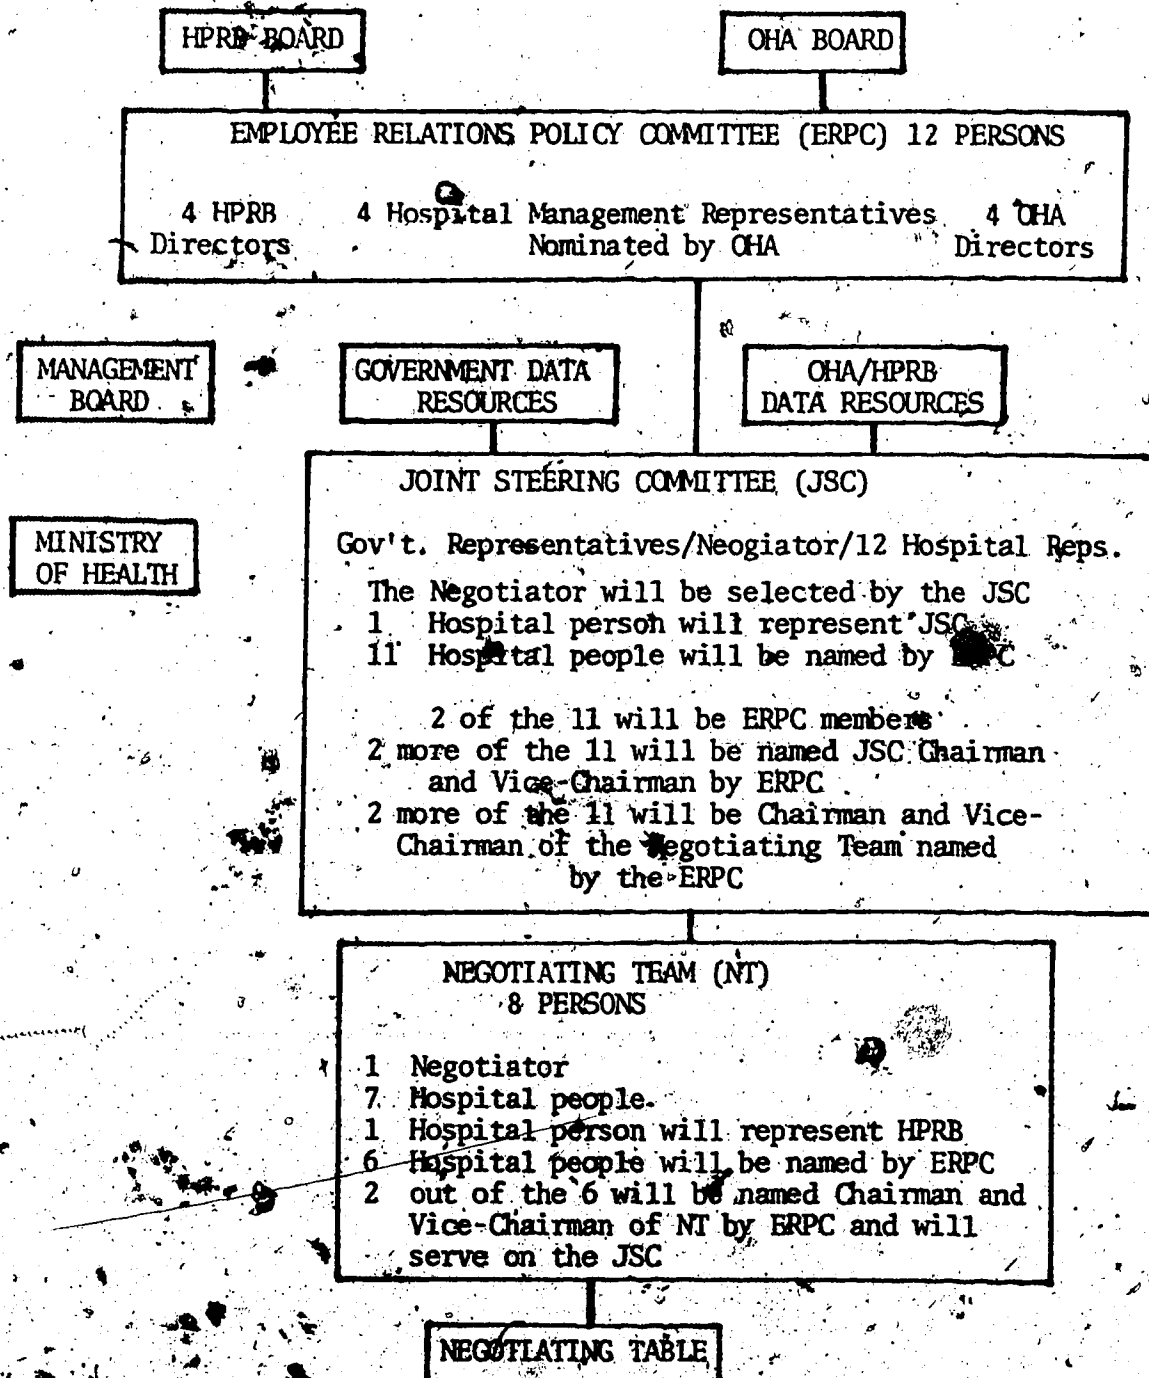 HPRB BOARD
OHA BOARD
EMPLOYEE RELATIONS POLICY COMMITTEE (ERPC) 12 PERSONS
4 HPRB 4 Hospital Management Representatives 4 OHA
Directors Nominated by OHA Directors
MANAGEMENT
BOARD
GOVERNMENT DATA
RESOURCES
OHA/HPRB
DATA RESOURCES
JOINT STEERING COMMITTEE (JSC)
Gov't. Representatives/Neogiator/12 Hospital Reps.
The Negotiator will be selected by the JSC
1 Hospital person will represent JSC
11 Hospital people will be named by
2 of the 11 will be ERPC members
2 more of the 11 will be named JSC Chairman
and Vice-Chairman by ERPC
2 more of the 11 will be Chairman and Vice-
Chairman of the Negotiating Team named
by the ERPC
MINISTRY
OF HEALTH
NEGOTIATING TEAM (NT)
8 PERSONS
1 Negotiator
7 Hospital people.
1 Hospital person will represent HPRB
6 Hospital people will be named by ERPC
2 out of the 6 will be named Chairman and
Vice-Chairman of NT by ERPC and will
serve on the JSC
NEGOTIATING TABLE